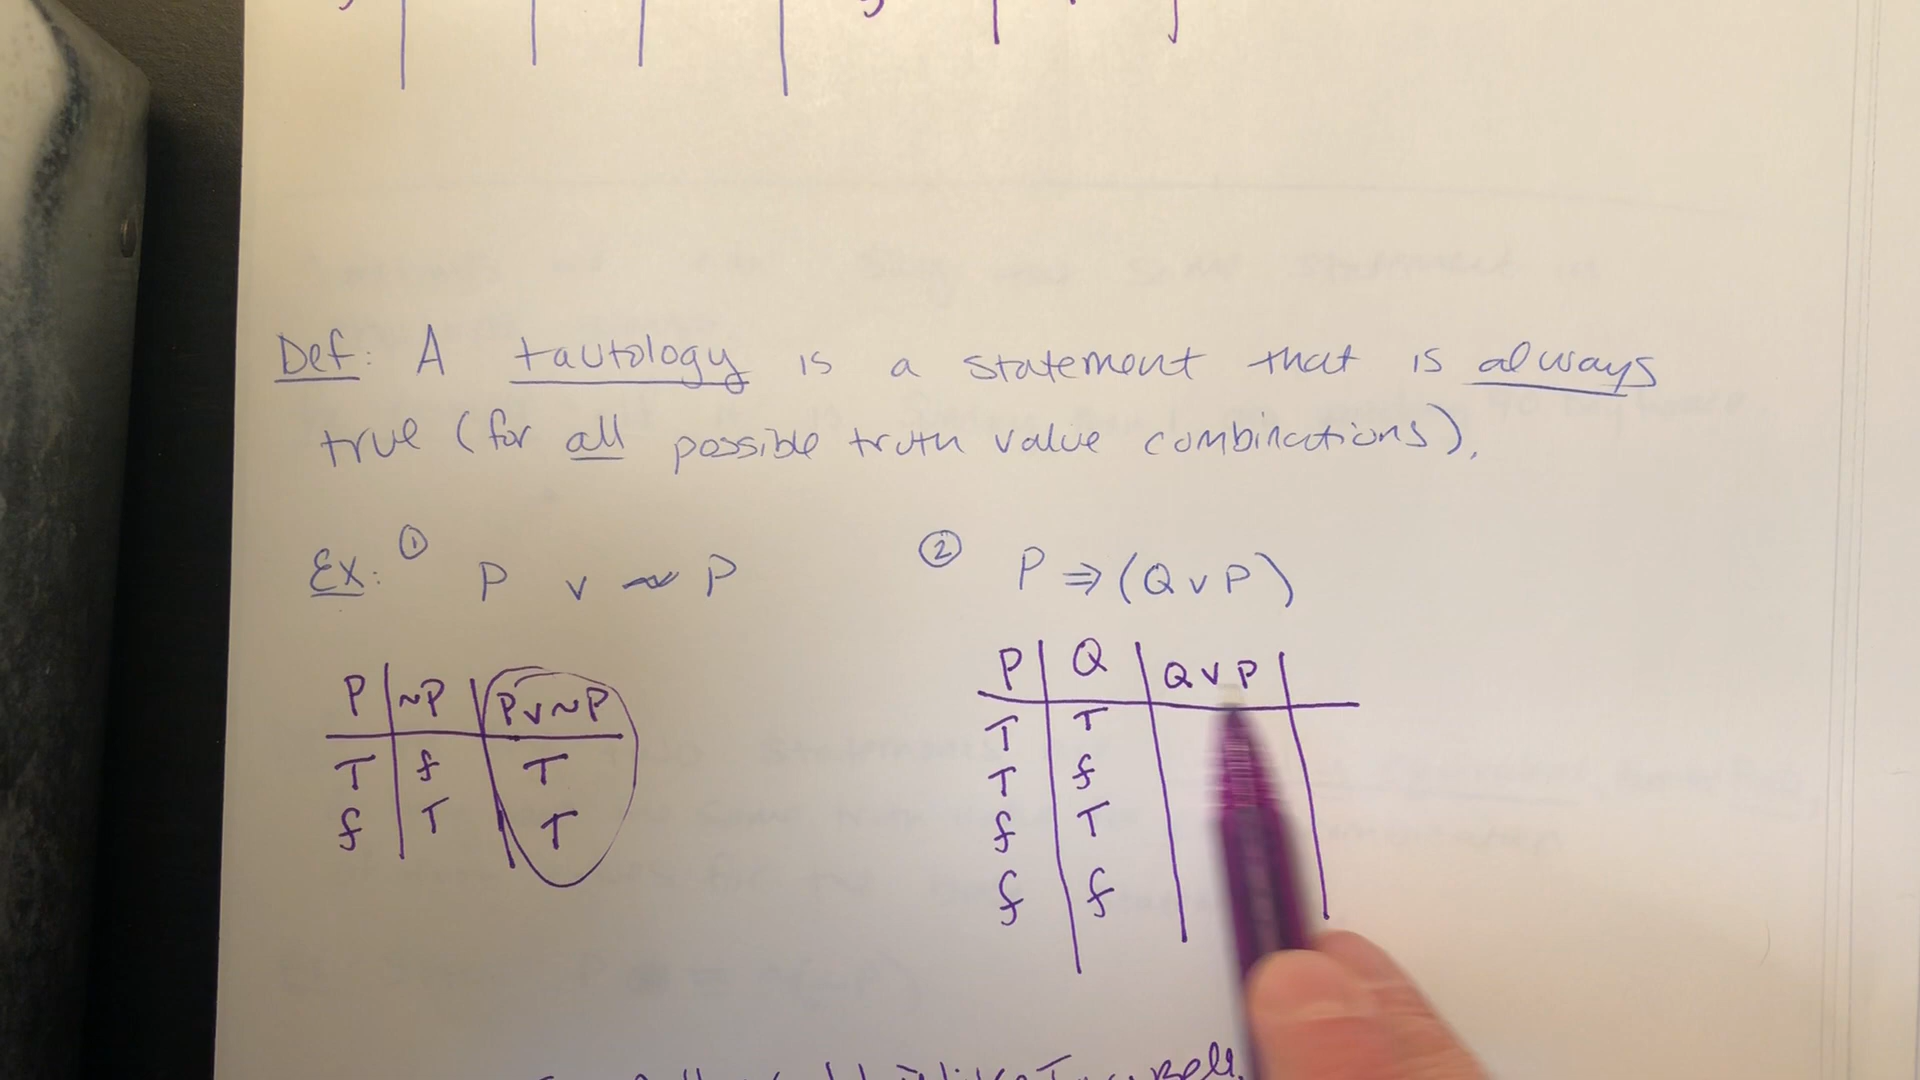 Def: A tautology is a statement that is always
true (for all possible truth value combinations).
Ex: ① P ∨ ~P
② P ⇒ (Q ∨ P)
P | ~P | P∨~P
T | f | T
f | T | T
P | Q | Q∨P |
T | T
T | f
f | T
f | f